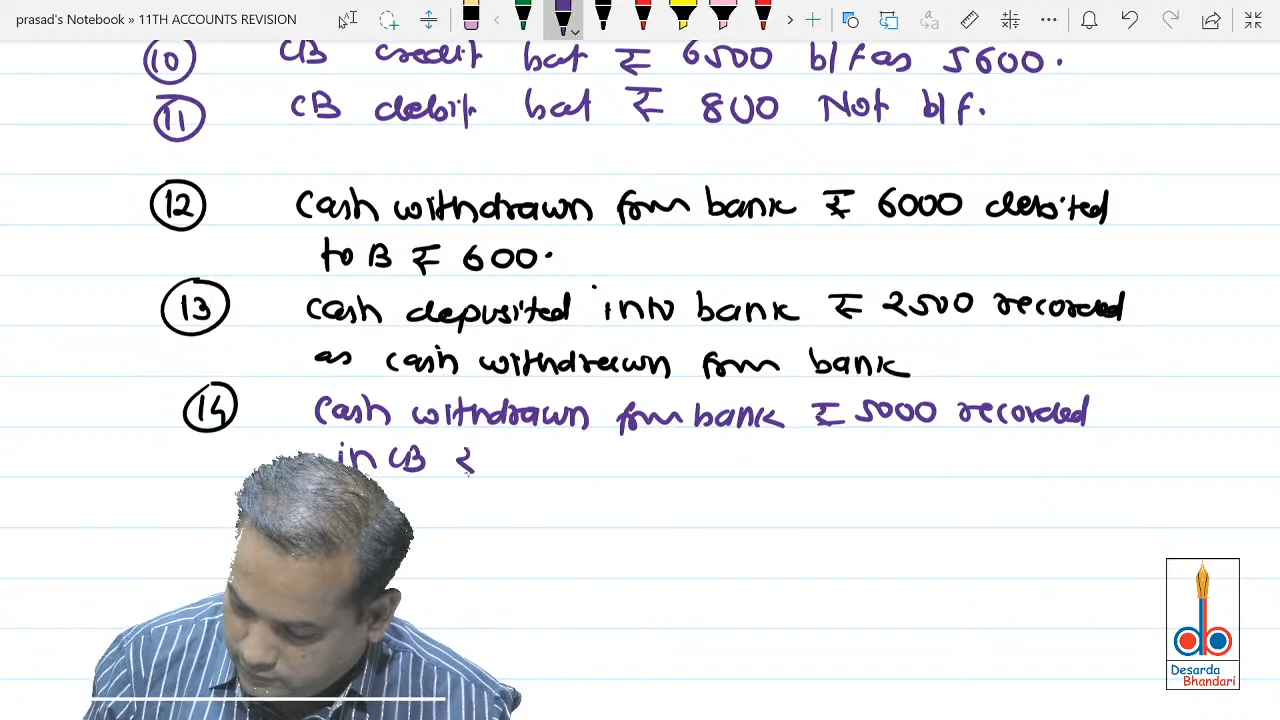 prasad's Notebook » 11TH ACCOUNTS REVISION
10 CB credit bal ₹ 6500 b/f as 5600.
11 CB debit bal ₹ 800 Not b/f.
12 Cash withdrawn from bank ₹ 6000 debited
to B ₹ 600.
13 cash deposited into bank ₹ 2500 recorded
as cash withdrawn from bank
14 Cash withdrawn from bank ₹ 5000 recorded
in CB ₹
Desarda
Bhandari